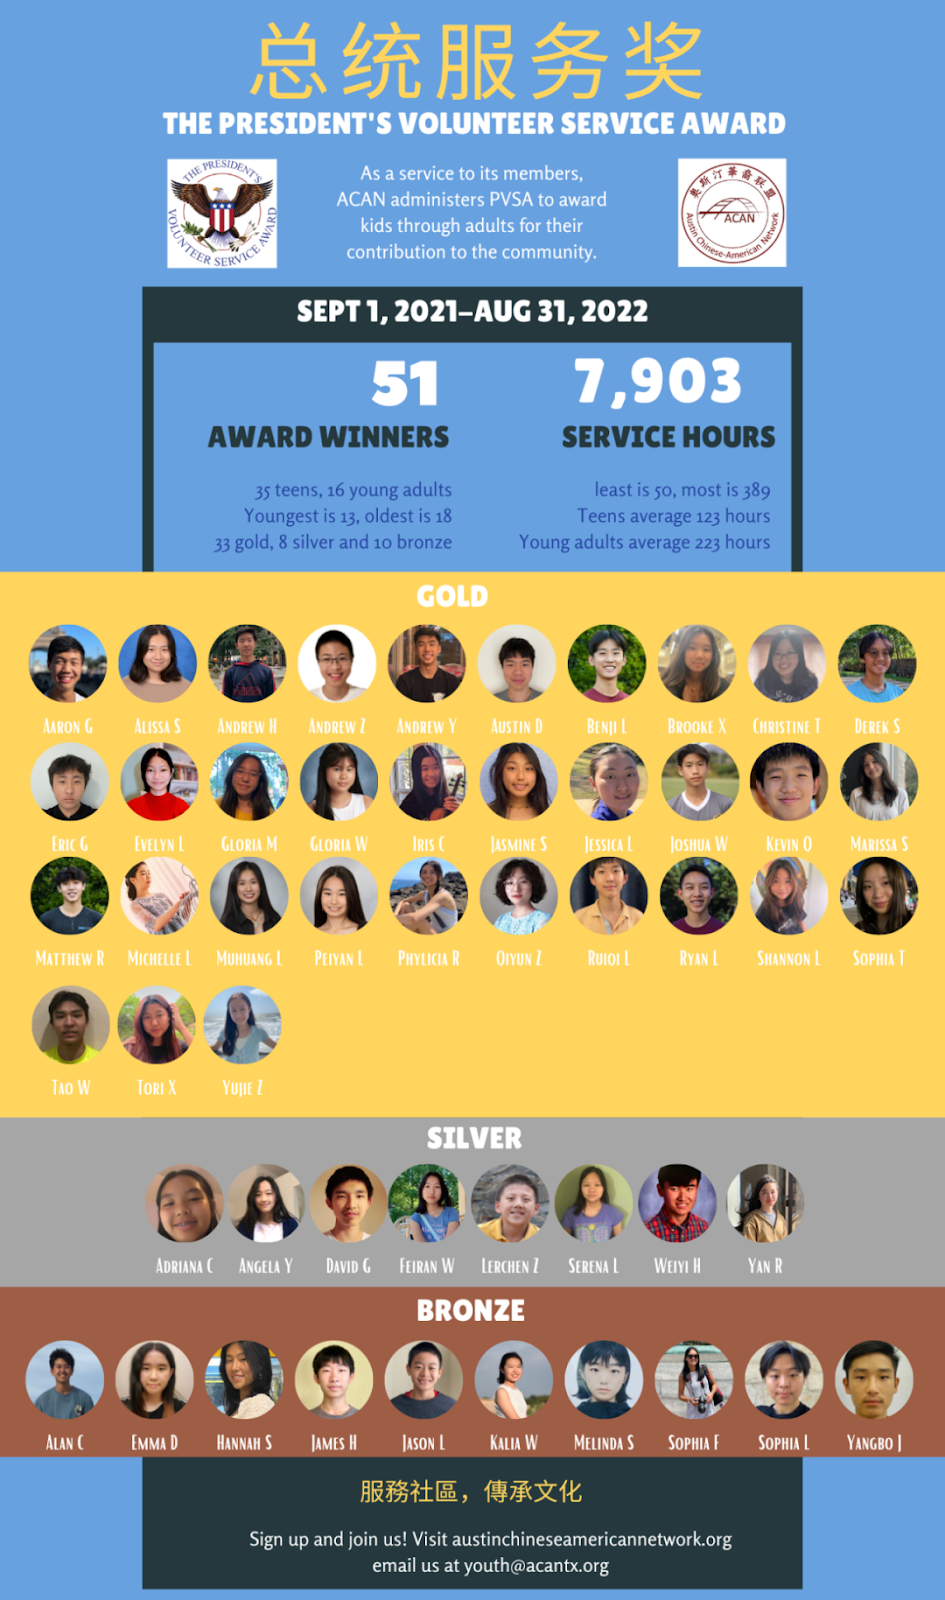 总统服务奖
THE PRESIDENT'S VOLUNTEER SERVICE AWARD
THE PRESIDENT'S
VOLUNTEER SERVICE AWARD
As a service to its members,
ACAN administers PVSA to award
kids through adults for their
contribution to the community.
奥斯汀華裔联盟
ACAN
Austin Chinese-American Network
SEPT 1, 2021–AUG 31, 2022
51
AWARD WINNERS
35 teens, 16 young adults
Youngest is 13, oldest is 18
33 gold, 8 silver and 10 bronze
7,903
SERVICE HOURS
least is 50, most is 389
Teens average 123 hours
Young adults average 223 hours
GOLD
Aaron G Alissa S Andrew H Andrew Z Andrew Y Austin D Benji L Brooke X Christine T Derek S
Eric G Evelyn L Gloria M Gloria W Iris C Jasmine S Jessica L Joshua W Kevin O Marissa S
Matthew R Michelle L Muhuang L Peiyan L Phylicia R Qiyun Z Ruiqi L Ryan L Shannon L Sophia T
Tao W Tori X Yujie Z
SILVER
Adriana C Angela Y David G Feiran W Lerchen Z Serena L Weiyi H Yan R
BRONZE
Alan C Emma D Hannah S James H Jason L Kalia W Melinda S Sophia F Sophia L Yangbo J
服務社區，傳承文化
Sign up and join us! Visit austinchineseamericannetwork.org
email us at youth@acantx.org